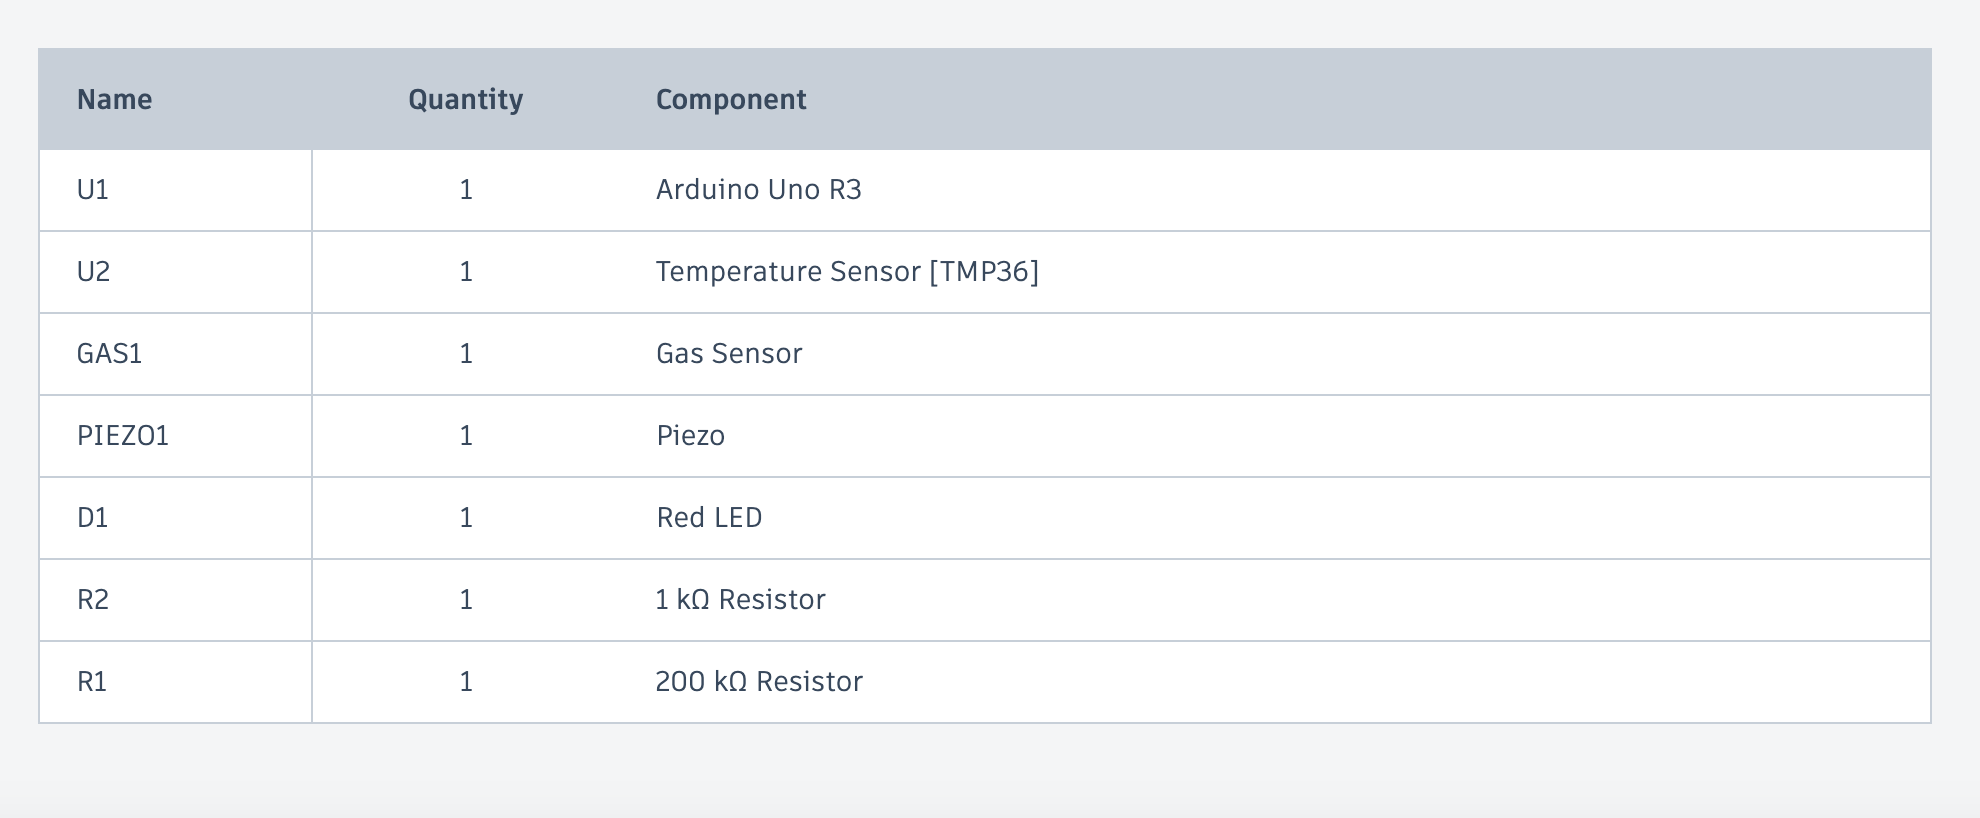 Name Quantity Component
U1 1 Arduino Uno R3
U2 1 Temperature Sensor [TMP36]
GAS1 1 Gas Sensor
PIEZO1 1 Piezo
D1 1 Red LED
R2 1 1 kΩ Resistor
R1 1 200 kΩ Resistor